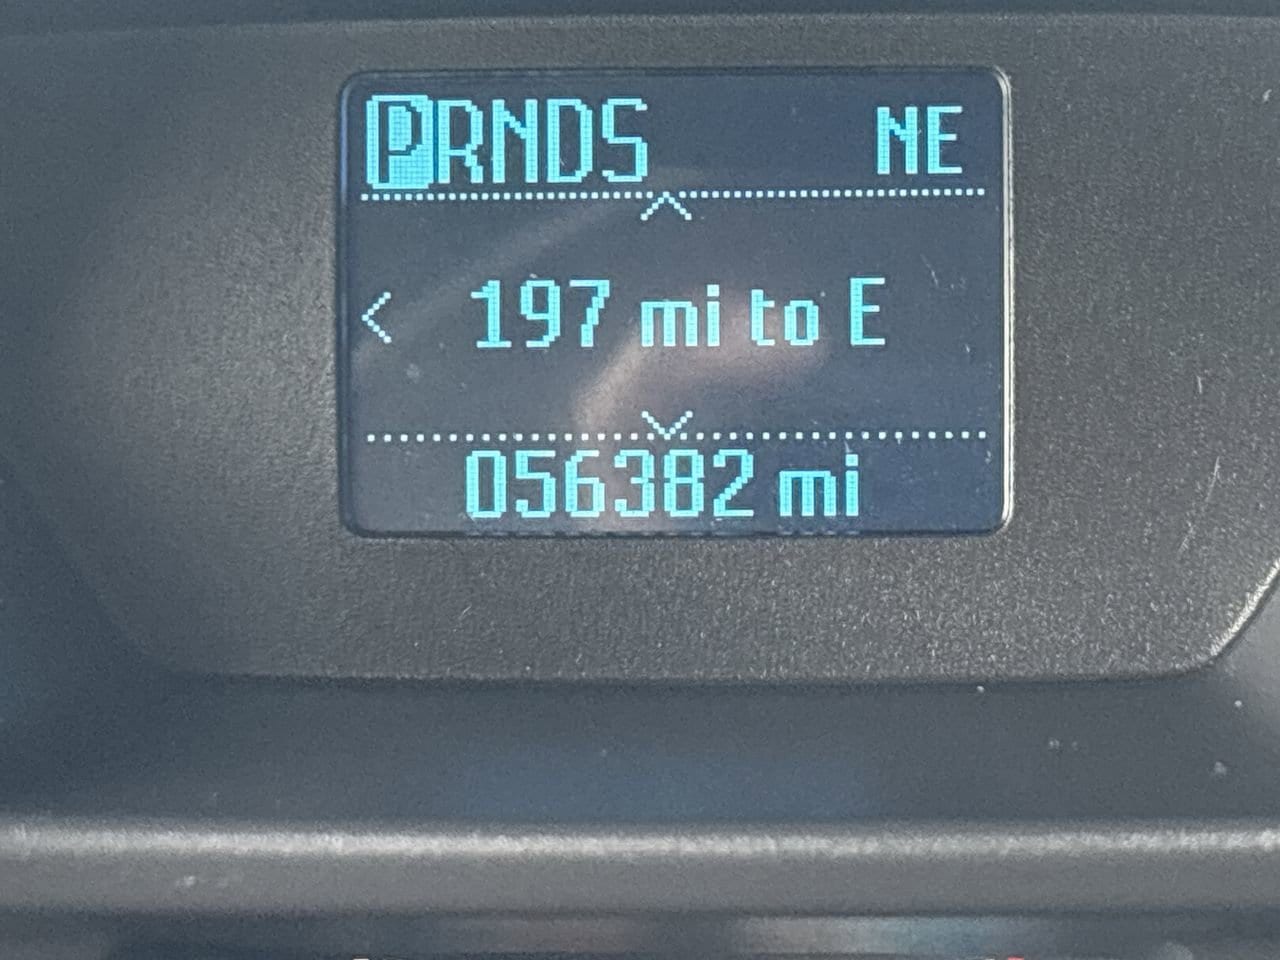 PRNDS NE
197 mi to E
056382 mi